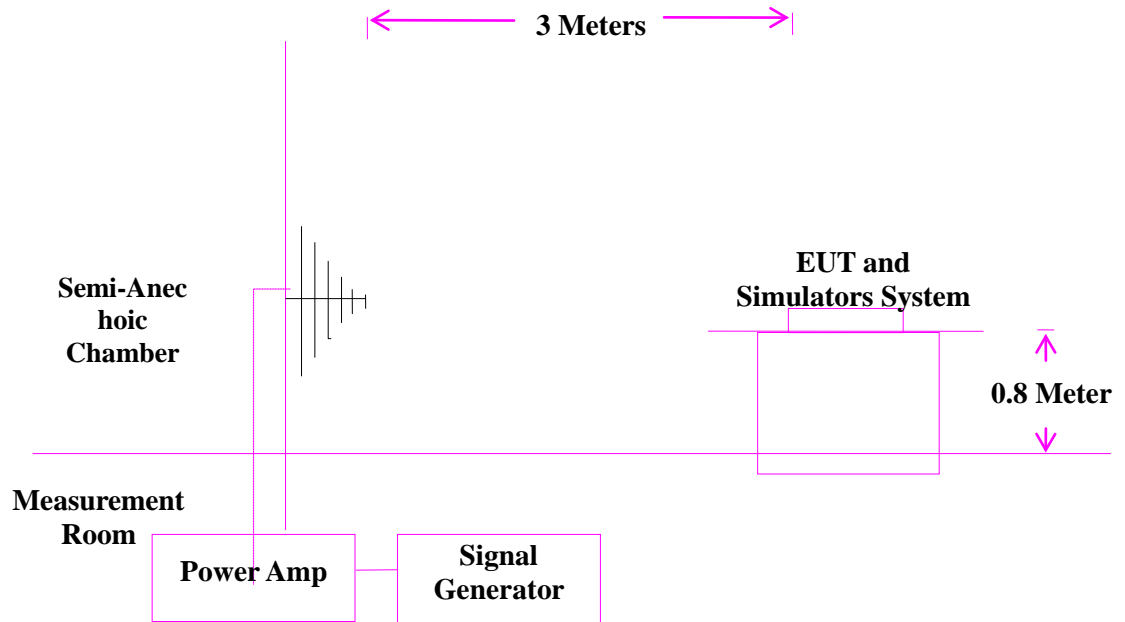 3 Meters
EUT and
Simulators System
Semi-Anec
hoic
Chamber
0.8 Meter
Measurement
Room
Power Amp
Signal
Generator